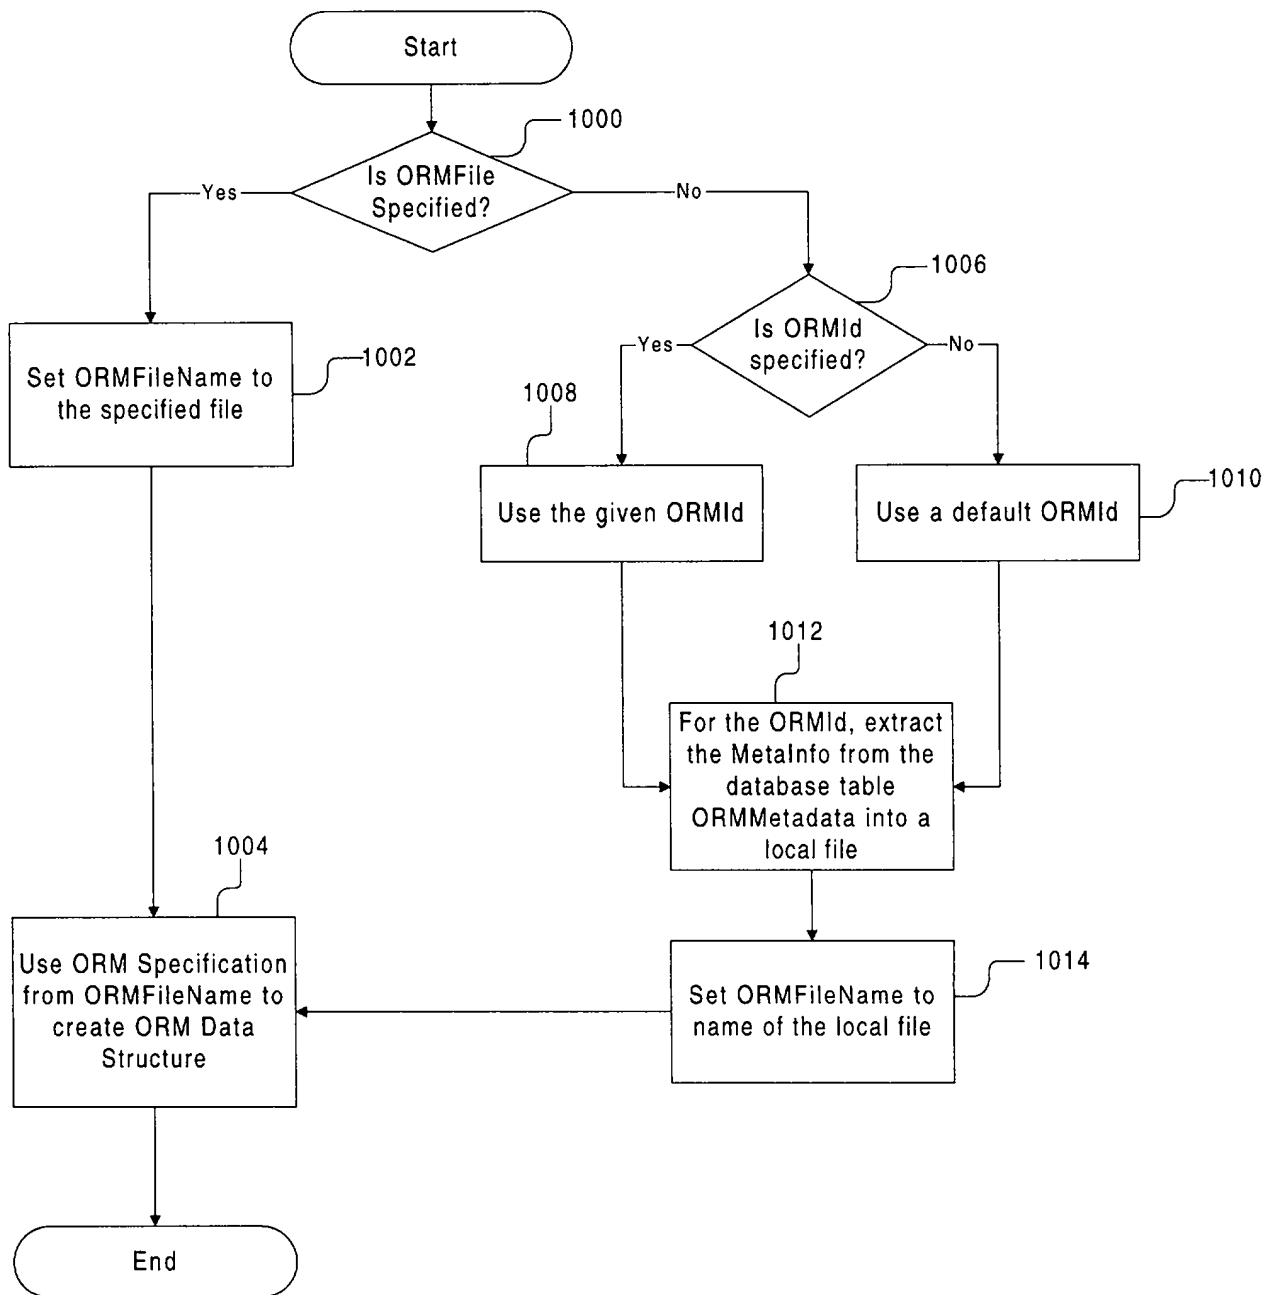 Start
1000
Is ORMFile
Specified?
Yes
No
1006
Is ORMId
specified?
Yes
No
Set ORMFileName to
the specified file
1002
1008
Use the given ORMId
Use a default ORMId
1010
1012
For the ORMId, extract
the MetaInfo from the
database table
ORMMetadata into a
local file
1004
Use ORM Specification
from ORMFileName to
create ORM Data
Structure
Set ORMFileName to
name of the local file
1014
End